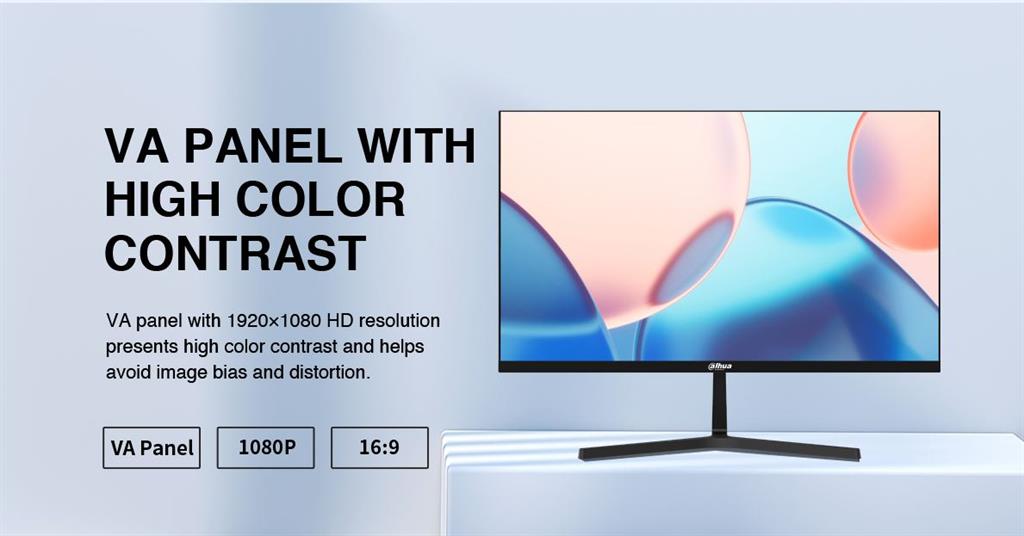 VA PANEL WITH
HIGH COLOR
CONTRAST
VA panel with 1920×1080 HD resolution
presents high color contrast and helps
avoid image bias and distortion.
VA Panel
1080P
16:9
alhua